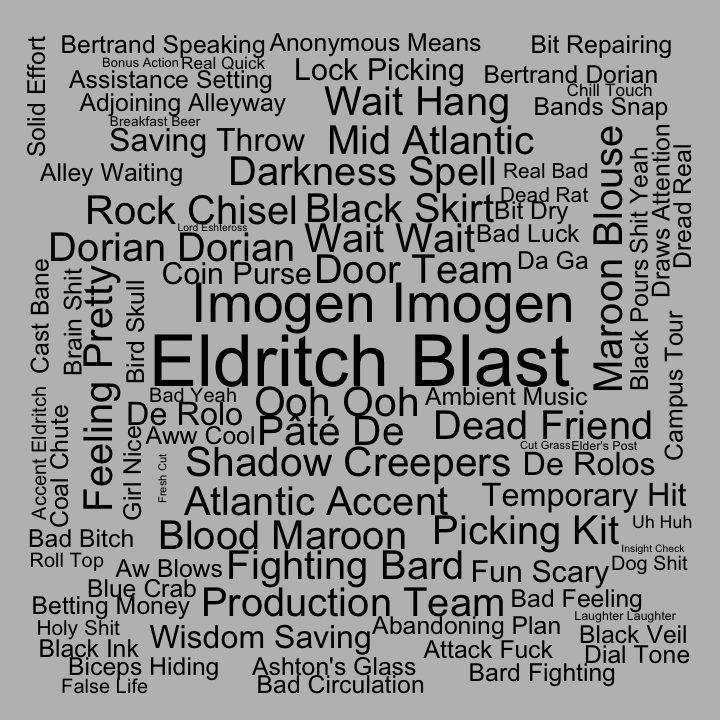 Solid Effort
Bertrand Speaking
Anonymous Means
Bit Repairing
Bonus Action
Real Quick
Lock Picking
Bertrand Dorian
Assistance Setting
Chill Touch
Adjoining Alleyway
Wait Hang
Bands Snap
Breakfast Beer
Saving Throw
Mid Atlantic
Maroon Blouse
Shit Yeah
Draws Attention
Dread Real
Alley Waiting
Darkness Spell
Real Bad
Dead Rat
Rock Chisel
Black Skirt
Bit Dry
Lord Eshteross
Dorian Dorian
Wait Wait
Bad Luck
Black Pours
Cast Bane
Brain Shit
Feeling Pretty
Bird Skull
Coin Purse
Door Team
Da Ga
Imogen Imogen
Campus Tour
Eldritch Blast
Accent Eldritch
Coal Chute
Bad Yeah
Ooh Ooh
Ambient Music
De Rolo
Girl Nice
Aww Cool
Pâté De
Dead Friend
Cut Grass
Elder's Post
Fresh Cut
Shadow Creepers
De Rolos
Atlantic Accent
Temporary Hit
Bad Bitch
Blood Maroon
Picking Kit
Uh Huh
Insight Check
Roll Top
Aw Blows
Fighting Bard
Fun Scary
Dog Shit
Blue Crab
Betting Money
Production Team
Bad Feeling
Laughter Laughter
Holy Shit
Wisdom Saving
Abandoning Plan
Black Veil
Black Ink
Attack Fuck
Dial Tone
Biceps Hiding
Ashton's Glass
Bard Fighting
False Life
Bad Circulation